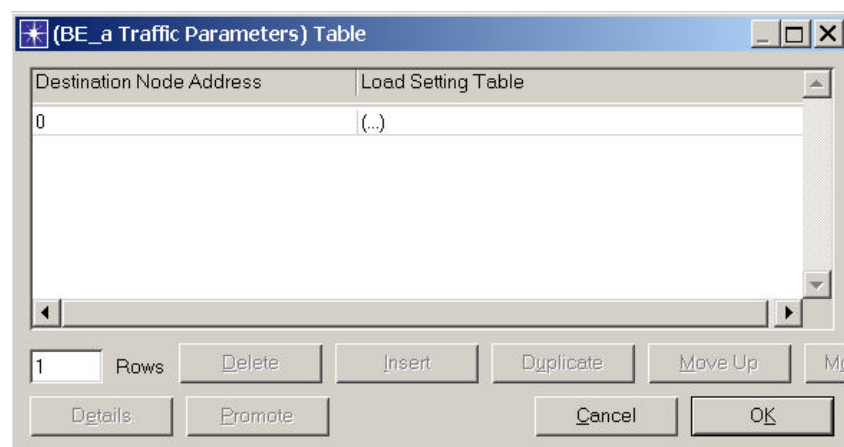 (BE_a Traffic Parameters) Table
Destination Node Address Load Setting Table
0 (...)
1 Rows Delete Insert Duplicate Move Up
Details Promote Cancel OK